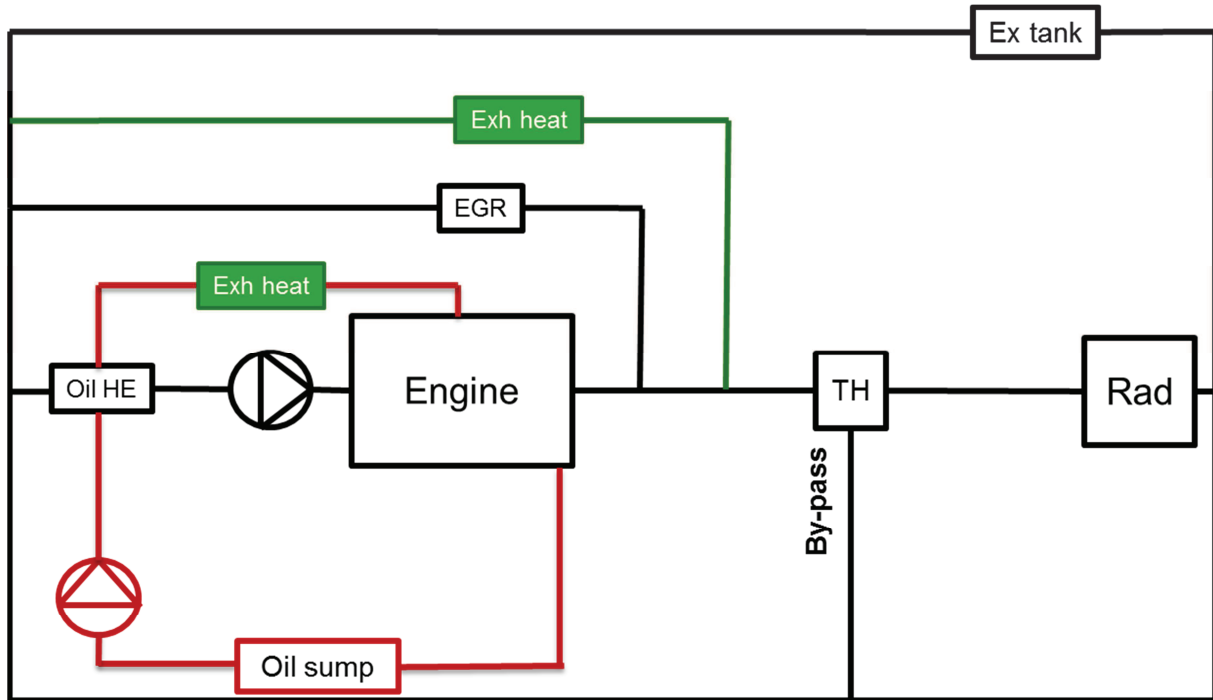 Ex tank
Exh heat
EGR
Exh heat
Oil HE
Engine
TH
Rad
By-pass
Oil sump